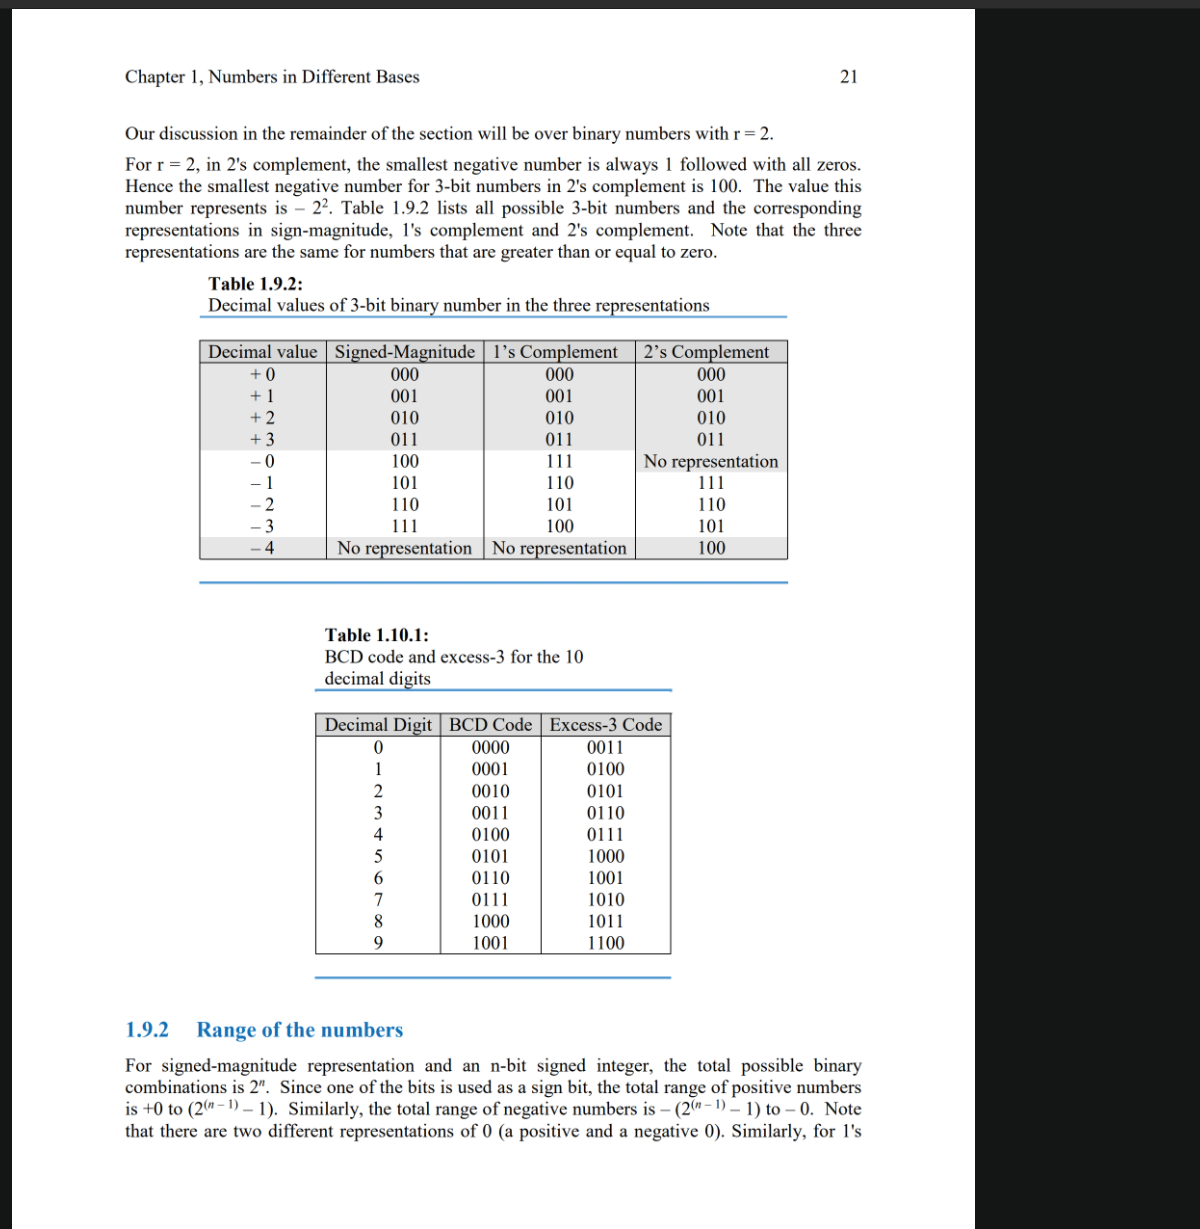 Chapter 1, Numbers in Different Bases 21
Our discussion in the remainder of the section will be over binary numbers with r = 2.
For r = 2, in 2's complement, the smallest negative number is always 1 followed with all zeros.
Hence the smallest negative number for 3-bit numbers in 2's complement is 100. The value this
number represents is – 2². Table 1.9.2 lists all possible 3-bit numbers and the corresponding
representations in sign-magnitude, 1's complement and 2's complement. Note that the three
representations are the same for numbers that are greater than or equal to zero.
Table 1.9.2:
Decimal values of 3-bit binary number in the three representations
Decimal value Signed-Magnitude 1’s Complement 2’s Complement
+ 0 000 000 000
+ 1 001 001 001
+ 2 010 010 010
+ 3 011 011 011
– 0 100 111 No representation
– 1 101 110 111
– 2 110 101 110
– 3 111 100 101
– 4 No representation No representation 100
Table 1.10.1:
BCD code and excess-3 for the 10
decimal digits
Decimal Digit BCD Code Excess-3 Code
0 0000 0011
1 0001 0100
2 0010 0101
3 0011 0110
4 0100 0111
5 0101 1000
6 0110 1001
7 0111 1010
8 1000 1011
9 1001 1100
1.9.2 Range of the numbers
For signed-magnitude representation and an n-bit signed integer, the total possible binary
combinations is 2ⁿ. Since one of the bits is used as a sign bit, the total range of positive numbers
is +0 to (2⁽ⁿ⁻¹⁾ – 1). Similarly, the total range of negative numbers is – (2⁽ⁿ⁻¹⁾ – 1) to – 0. Note
that there are two different representations of 0 (a positive and a negative 0). Similarly, for 1's